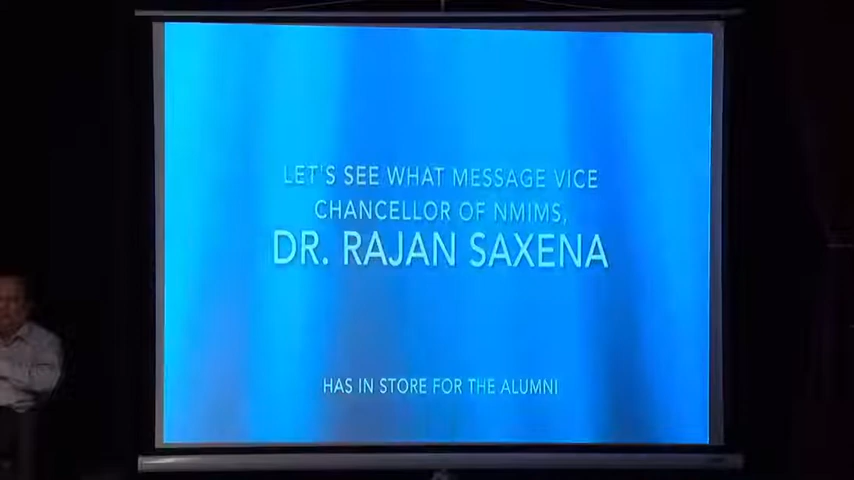 LET'S SEE WHAT MESSAGE VICE
CHANCELLOR OF NMIMS,
DR. RAJAN SAXENA
HAS IN STORE FOR THE ALUMNI